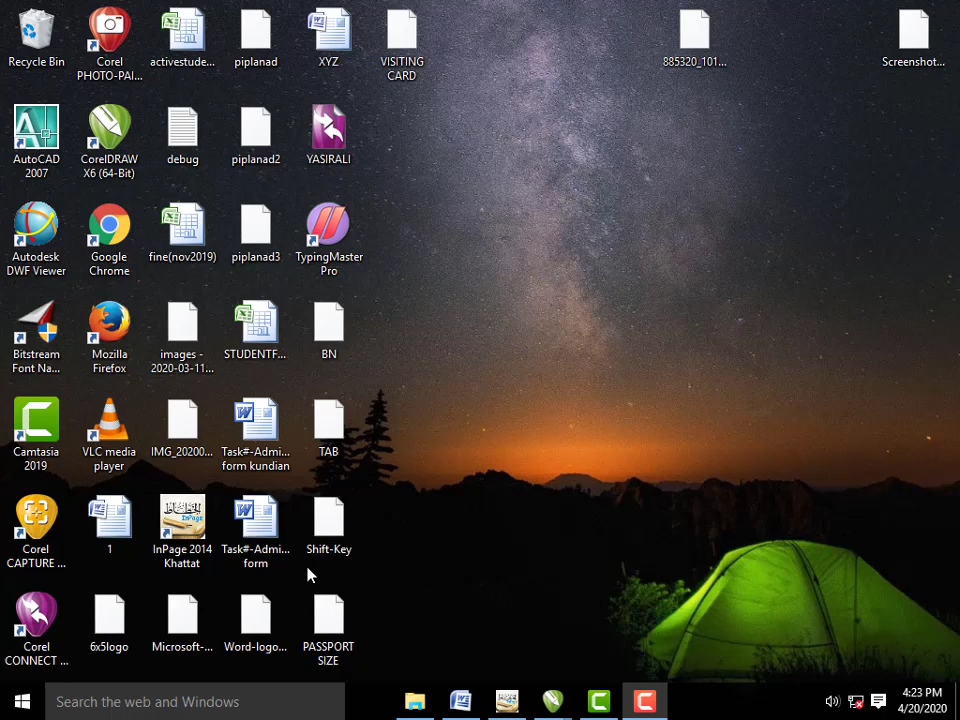 Recycle Bin
Corel
PHOTO-PAI...
activestude...
piplanad
XYZ
VISITING
CARD
885320_101...
Screenshot...
AutoCAD
2007
CorelDRAW
X6 (64-Bit)
debug
piplanad2
YASIRALI
Autodesk
DWF Viewer
Google
Chrome
fine(nov2019)
piplanad3
TypingMaster
Pro
Bitstream
Font Na...
Mozilla
Firefox
images -
2020-03-11...
STUDENTF...
BN
Camtasia
2019
VLC media
player
IMG_20200...
Task#-Admi...
form kundian
TAB
Corel
CAPTURE ...
1
InPage 2014
Khattat
Task#-Admi...
form
Shift-Key
Corel
CONNECT ...
6x5logo
Microsoft-...
Word-logo...
PASSPORT
SIZE
Search the web and Windows
4:23 PM
4/20/2020